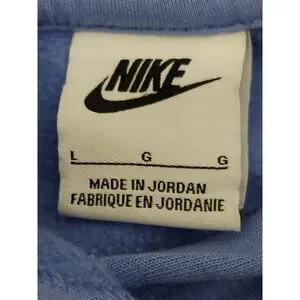 NIKE
L G G
MADE IN JORDAN
FABRIQUE EN JORDANIE